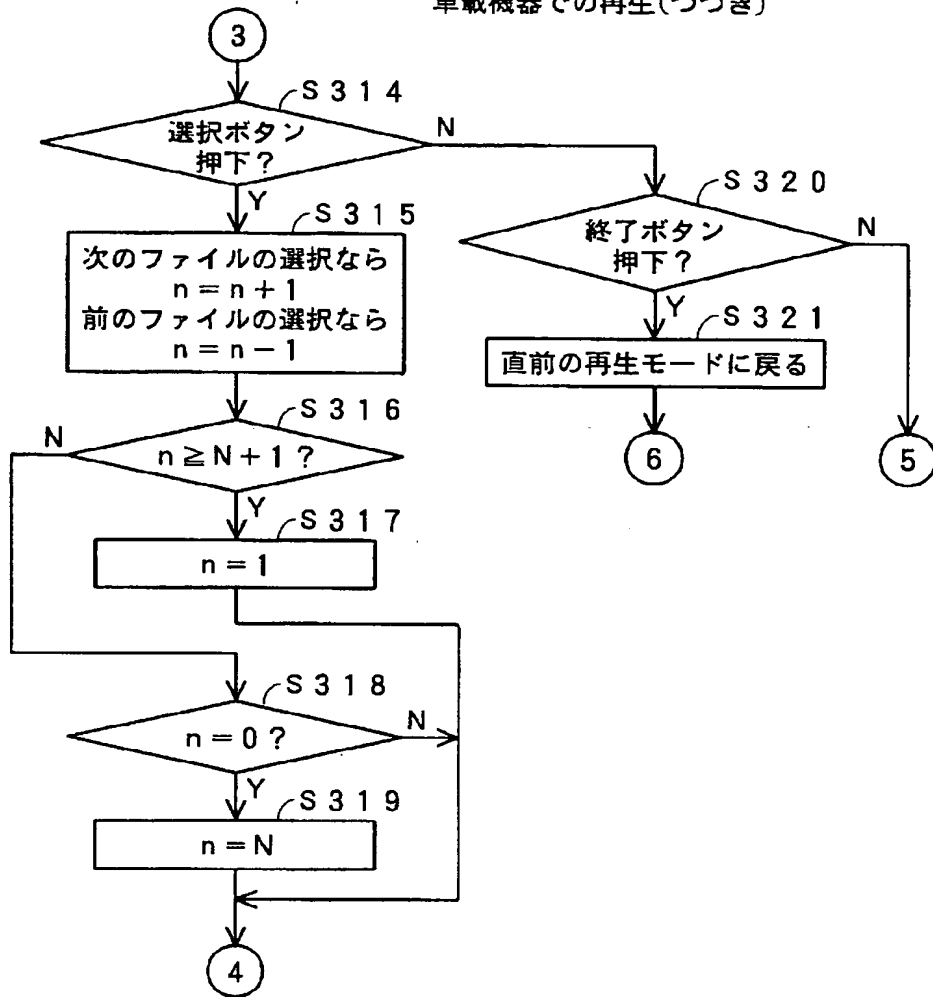 車載機器での再生(つづき)
3
S314
選択ボタン
押下?
N
Y
S315
次のファイルの選択なら
n=n+1
前のファイルの選択なら
n=n-1
S316
N
n≧N+1?
Y
S317
n=1
S318
n=0?
N
Y
S319
n=N
4
S320
終了ボタン
押下?
N
Y
S321
直前の再生モードに戻る
6
5